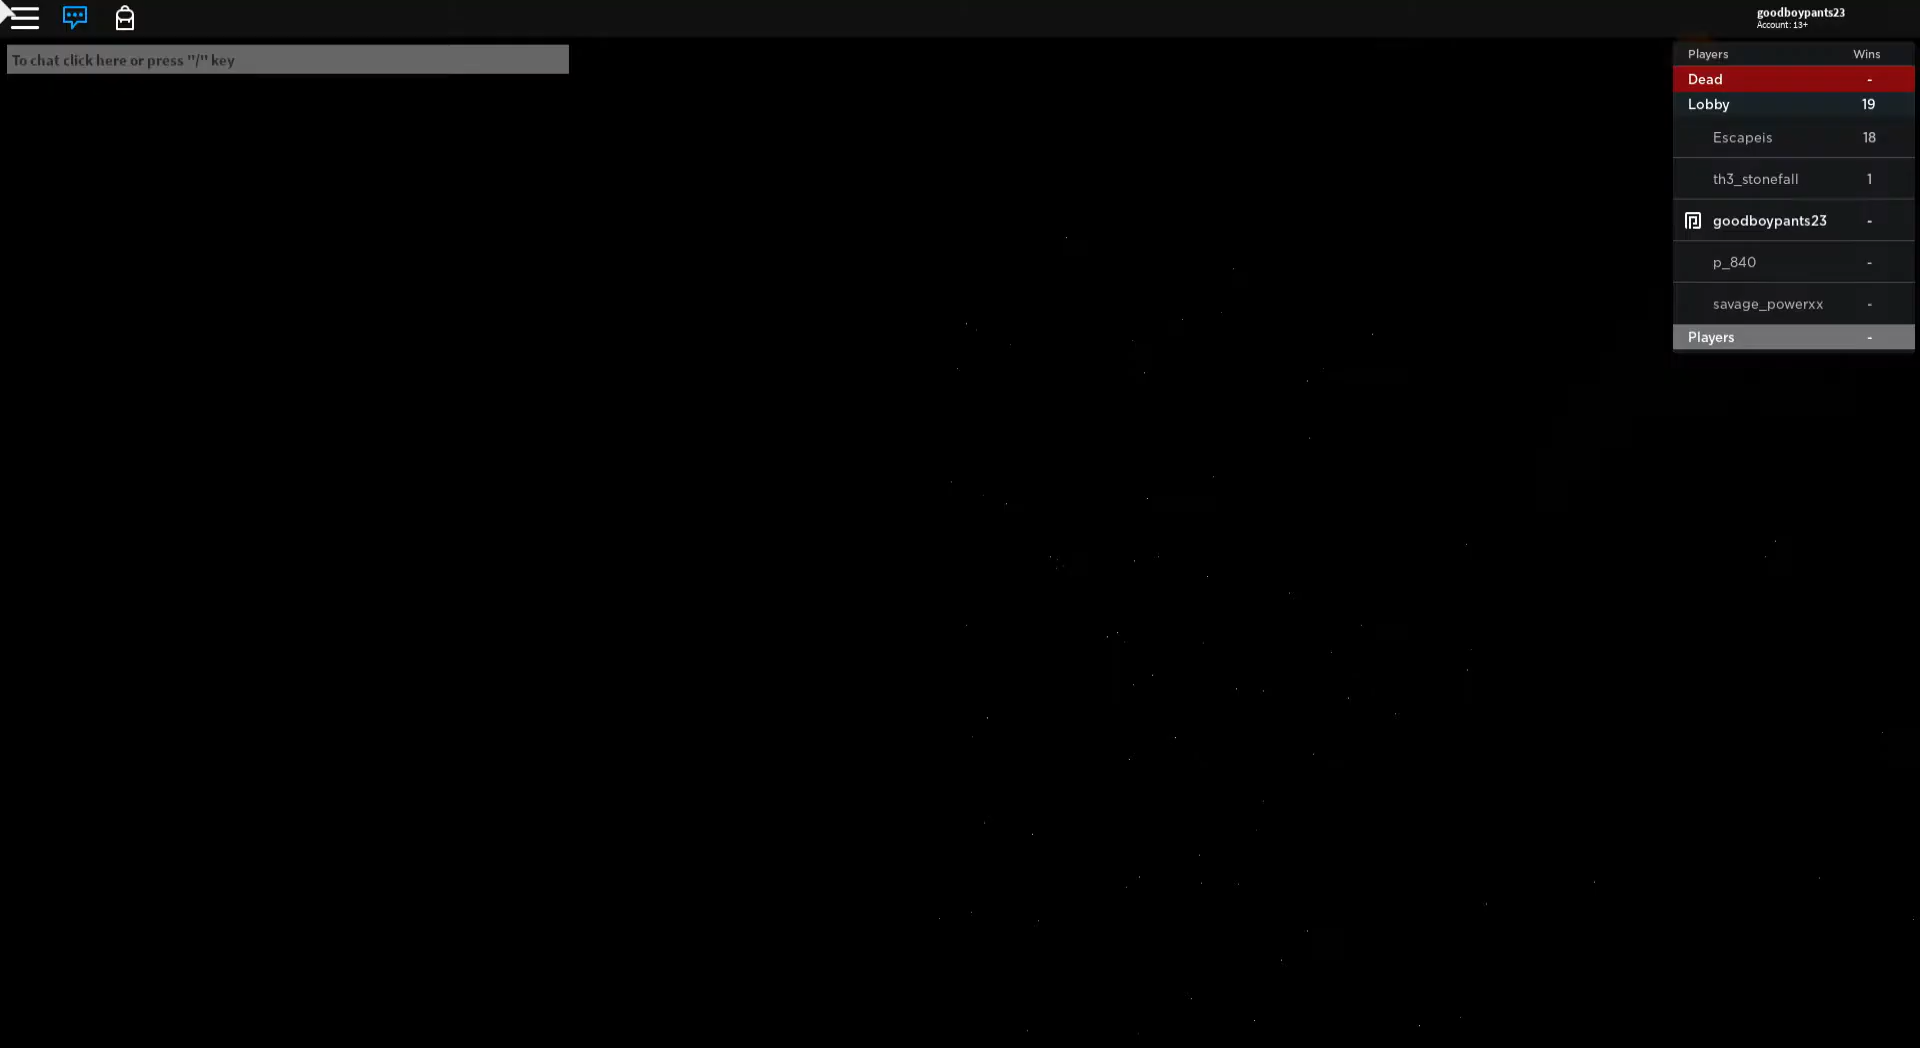 goodboypants23
Account: 13+
To chat click here or press "/" key
Players Wins
Dead -
Lobby 19
Escapeis 18
th3_stonefall 1
goodboypants23 -
p_840 -
savage_powerxx -
Players -